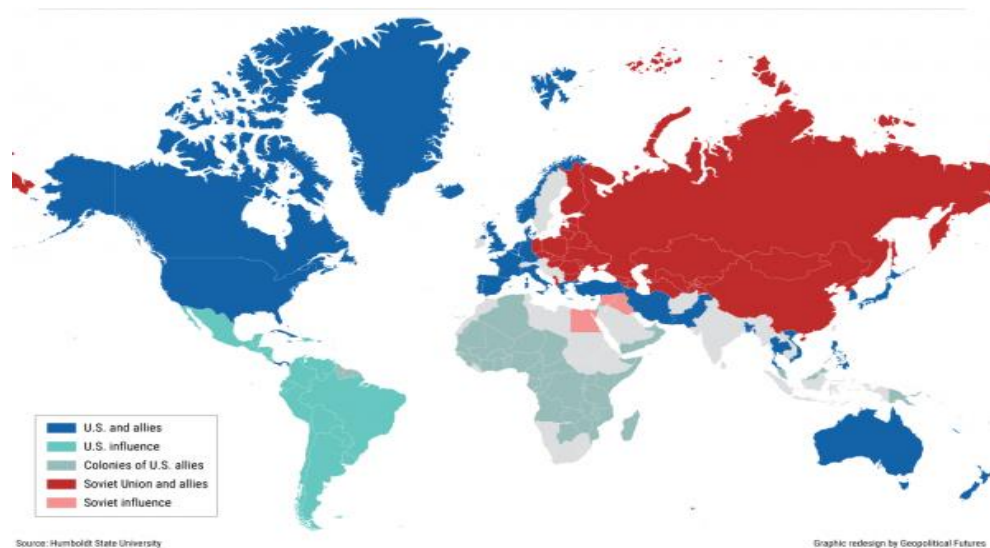 U.S. and allies
U.S. influence
Colonies of U.S. allies
Soviet Union and allies
Soviet influence
Source: Humboldt State University
Graphic redesign by Geopolitical Futures